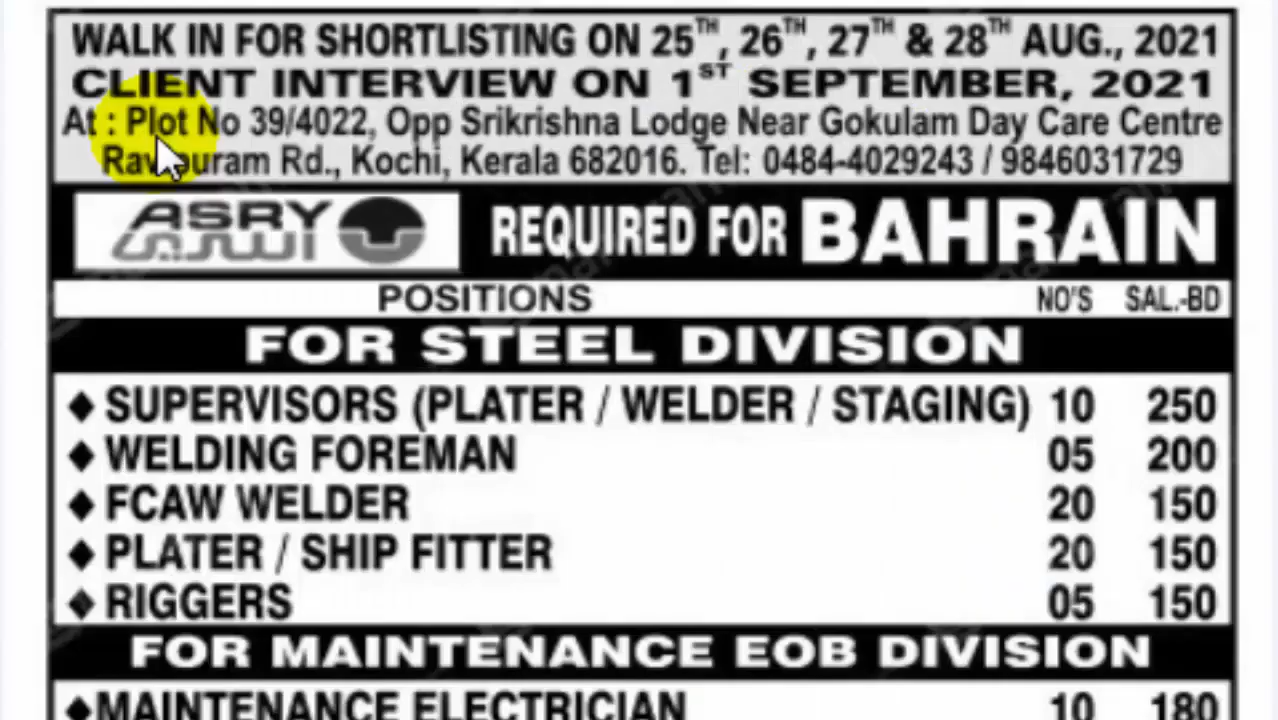 WALK IN FOR SHORTLISTING ON 25TH, 26TH, 27TH & 28TH AUG., 2021
CLIENT INTERVIEW ON 1ST SEPTEMBER, 2021
At : Plot No 39/4022, Opp Srikrishna Lodge Near Gokulam Day Care Centre
Rd., Kochi, Kerala 682016. Tel: 0484-4029243 / 9846031729
ASRY
اسري
REQUIRED FOR BAHRAIN
POSITIONS NO'S SAL.-BD
FOR STEEL DIVISION
◆ SUPERVISORS (PLATER / WELDER / STAGING) 10 250
◆ WELDING FOREMAN 05 200
◆ FCAW WELDER 20 150
◆ PLATER / SHIP FITTER 20 150
◆ RIGGERS 05 150
FOR MAINTENANCE EOB DIVISION
◆ MAINTENANCE ELECTRICIAN 10 180